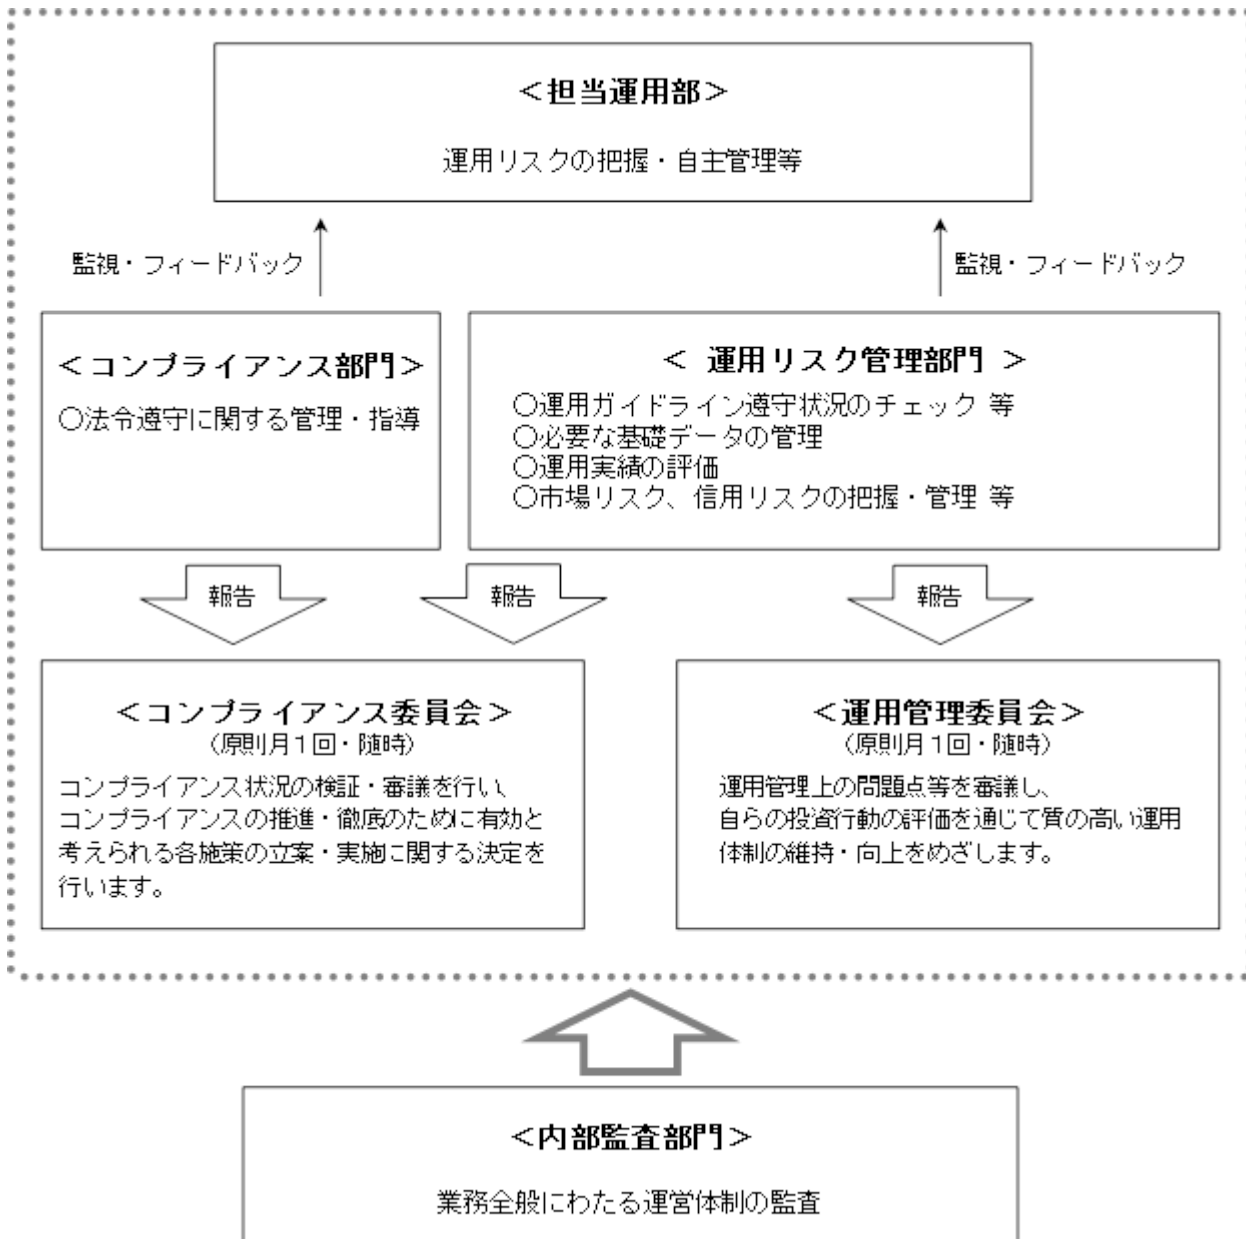 ＜担当運用部＞
運用リスクの把握・自主管理等
監視・フィードバック
監視・フィードバック
＜コンプライアンス部門＞
○法令遵守に関する管理・指導
＜ 運用リスク管理部門 ＞
○運用ガイドライン遵守状況のチェック 等
○必要な基礎データの管理
○運用実績の評価
○市場リスク、信用リスクの把握・管理 等
報告
報告
報告
＜コンプライアンス委員会＞
（原則月１回・随時）
コンプライアンス状況の検証・審議を行い、
コンプライアンスの推進・徹底のために有効と
考えられる各施策の立案・実施に関する決定を
行います。
＜運用管理委員会＞
（原則月１回・随時）
運用管理上の問題点等を審議し、
自らの投資行動の評価を通じて質の高い運用
体制の維持・向上をめざします。
＜内部監査部門＞
業務全般にわたる運営体制の監査